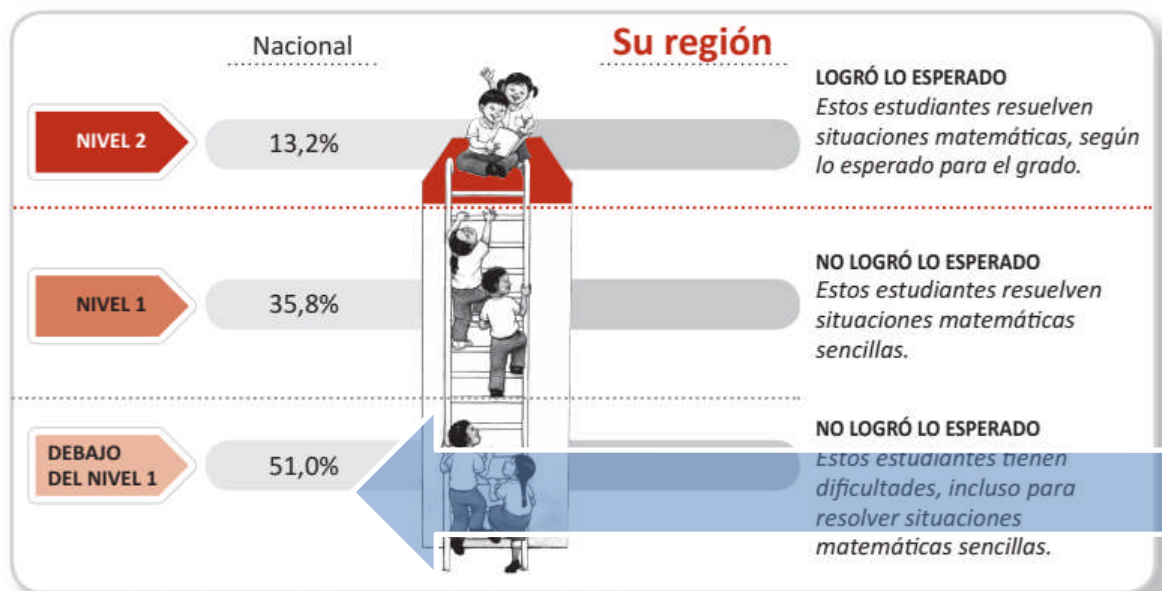 Nacional
Su región
NIVEL 2
13,2%
LOGRÓ LO ESPERADO
Estos estudiantes resuelven
situaciones matemáticas, según
lo esperado para el grado.
NIVEL 1
35,8%
NO LOGRÓ LO ESPERADO
Estos estudiantes resuelven
situaciones matemáticas
sencillas.
DEBAJO
DEL NIVEL 1
51,0%
NO LOGRÓ LO ESPERADO
Estos estudiantes tienen
dificultades, incluso para
resolver situaciones
matemáticas sencillas.